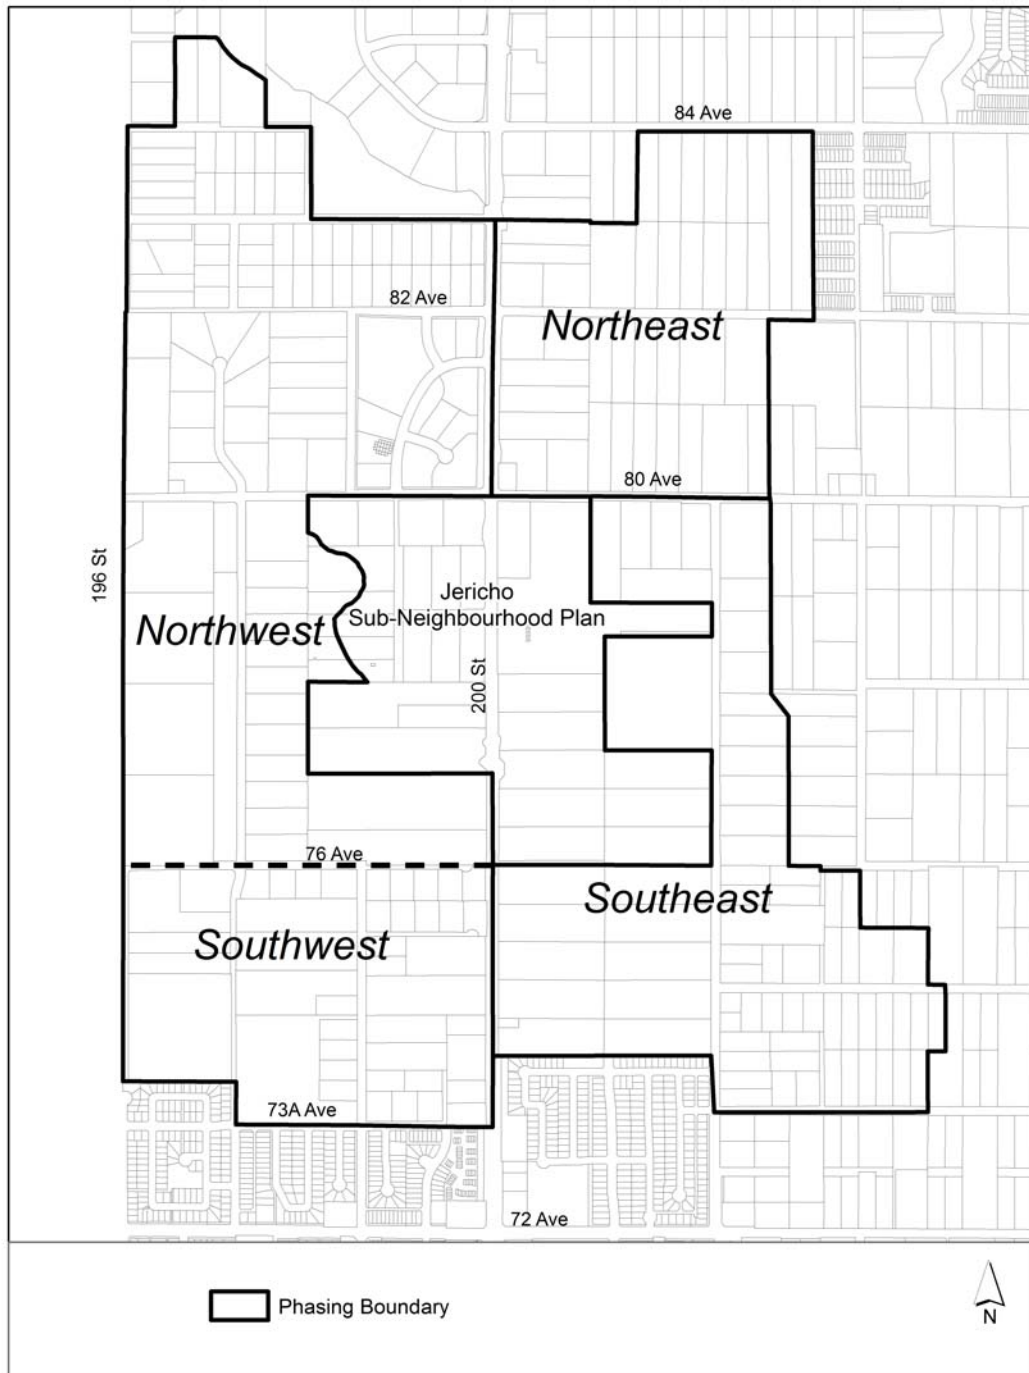 84 Ave
82 Ave
Northeast
80 Ave
196 St
Jericho
Sub-Neighbourhood Plan
Northwest
200 St
76 Ave
Southeast
Southwest
73A Ave
72 Ave
Phasing Boundary
N